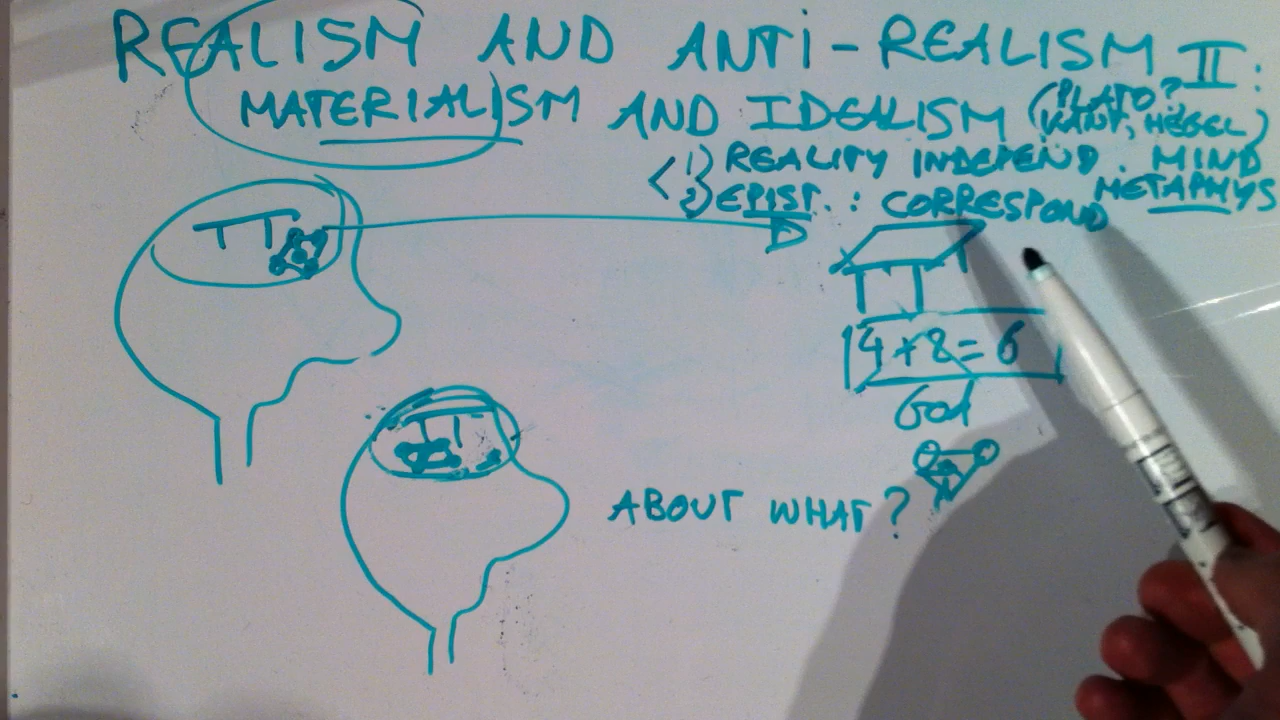 REALISM AND ANTI-REALISM II:
MATERIALISM AND IDEALISM (PLATO?
KANT, HEGEL)
1) REALITY INDEPEND. MIND
METAPHYS
2) EPIST.: CORRESPOND
4+8=6
God
ABOUT WHAT?